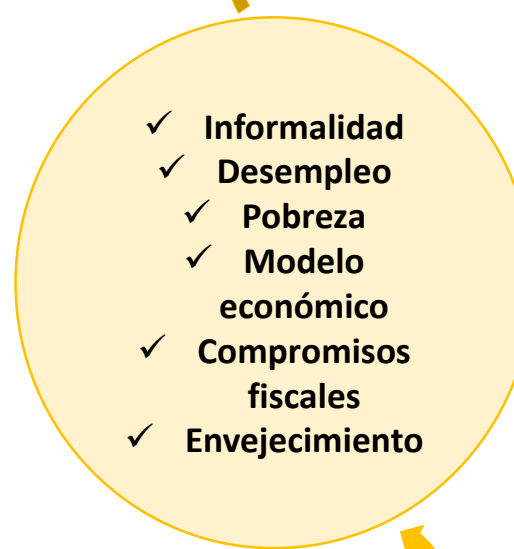 ✓ Informalidad
✓ Desempleo
✓ Pobreza
✓ Modelo
económico
✓ Compromisos
fiscales
✓ Envejecimiento